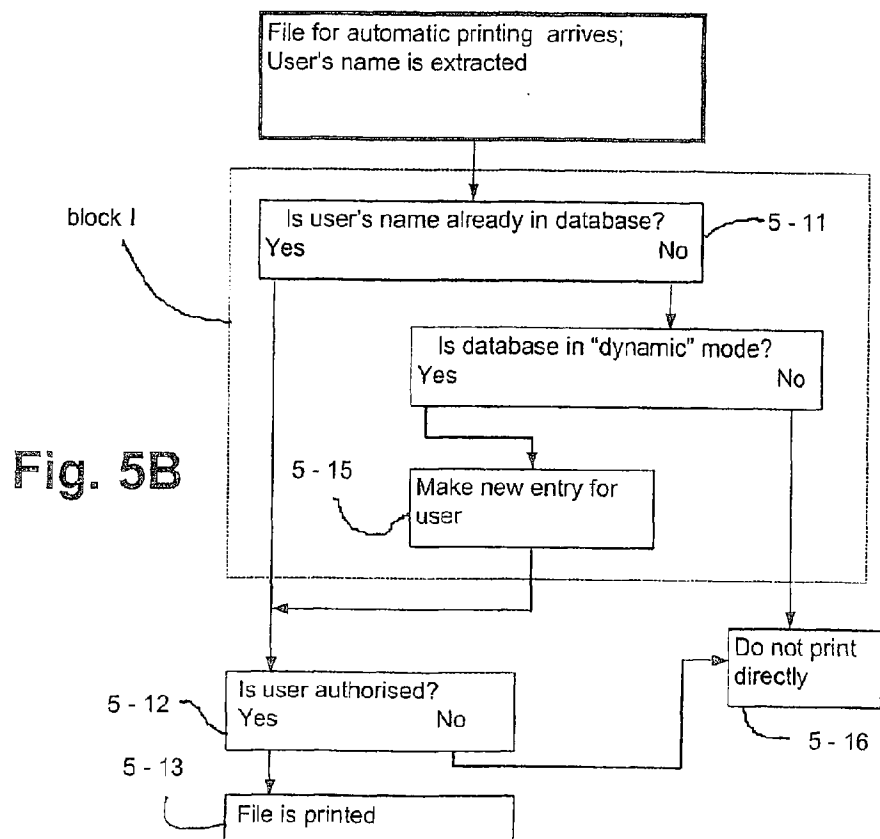 File for automatic printing arrives;
User's name is extracted
block I
Is user's name already in database?
Yes No
5 - 11
Is database in "dynamic" mode?
Yes No
Fig. 5B
5 - 15
Make new entry for
user
Do not print
directly
5 - 16
Is user authorised?
Yes No
5 - 12
5 - 13
File is printed